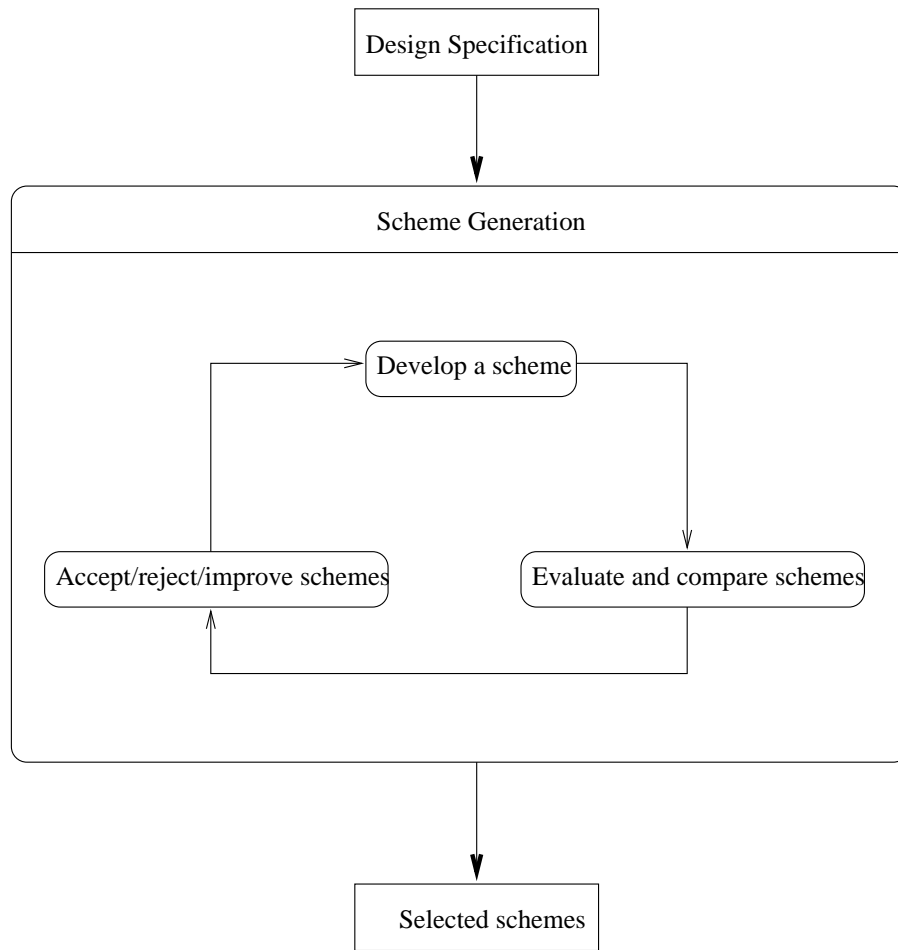 Design Specification
Scheme Generation
Develop a scheme
Accept/reject/improve schemes
Evaluate and compare schemes
Selected schemes